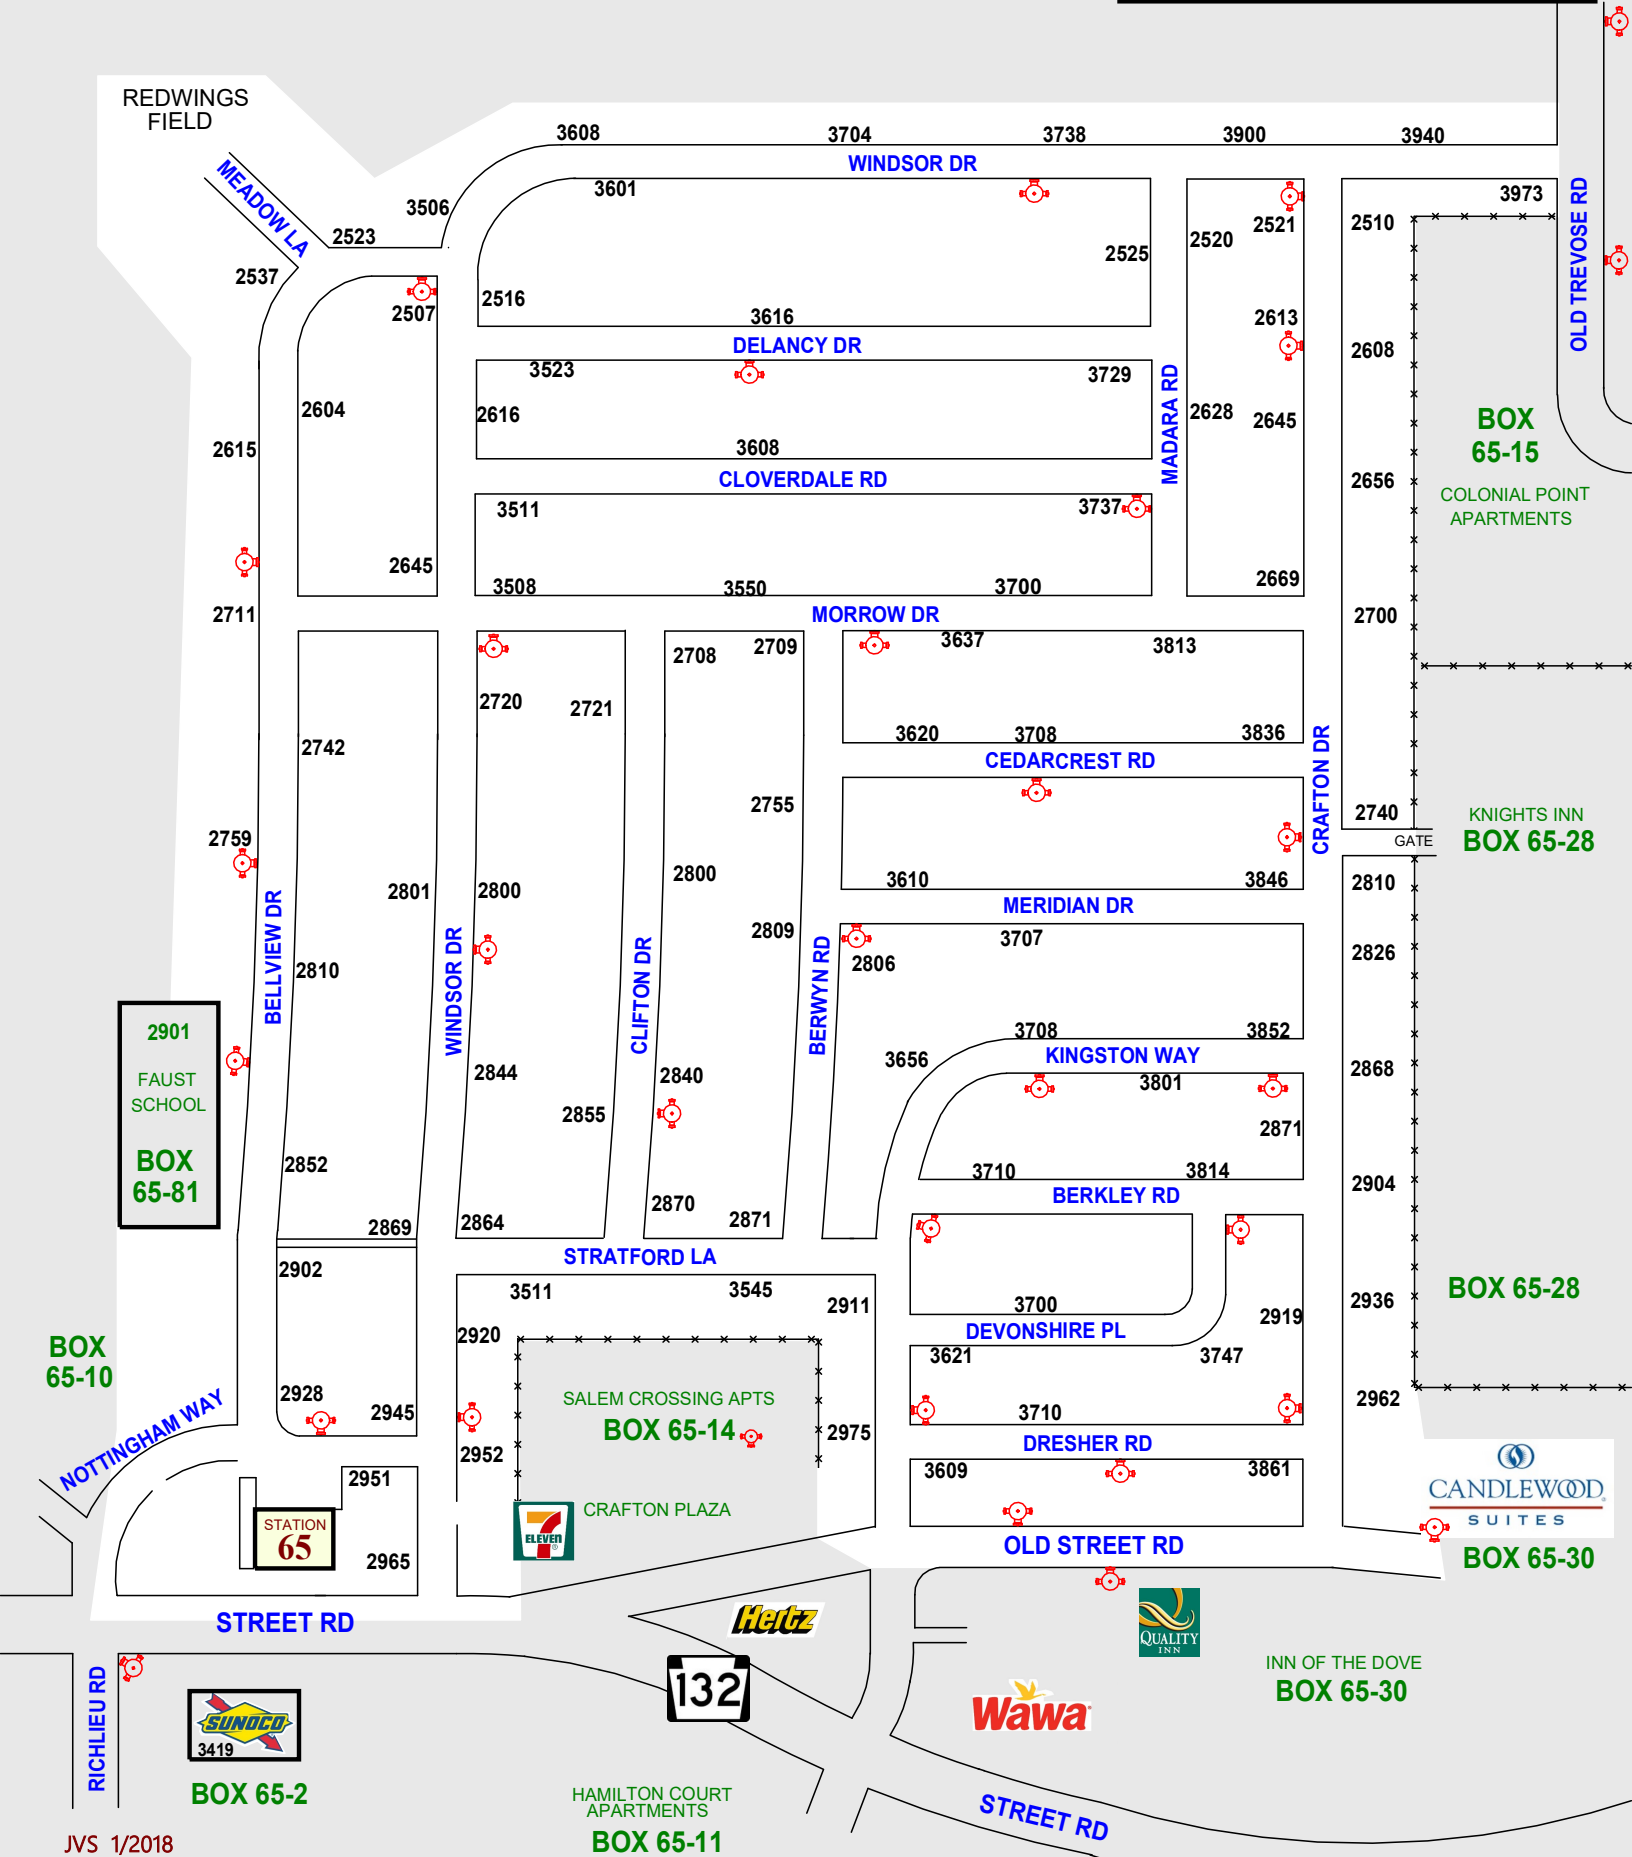 REDWINGS
FIELD
3608
3704
3738
3900
3940
WINDSOR DR
MEADOW LA
3601
3973
OLD TREVOSE RD
3506
2523
2521
2510
2520
2525
2537
2516
2507
3616
2613
DELANCY DR
2608
3523
3729
2604
2616
MADARA RD
2628
2645
BOX
65-15
2615
3608
CLOVERDALE RD
2656
COLONIAL POINT
APARTMENTS
3511
3737
2645
3508
3550
3700
2669
2711
MORROW DR
2700
2708
2709
3637
3813
2720
2721
2742
3620
3708
3836
CEDARCREST RD
CRAFTON DR
2755
2740
KNIGHTS INN
BOX 65-28
GATE
2759
2801
2800
2800
3610
3846
2810
BELLVIEW DR
MERIDIAN DR
2809
WINDSOR DR
CLIFTON DR
BERWYN RD
3707
2806
2826
2810
2901
FAUST
SCHOOL
BOX
65-81
3708
3852
KINGSTON WAY
3656
2844
2840
3801
2868
2855
2871
2852
3710
3814
BERKLEY RD
2904
2869
2864
2870
2871
STRATFORD LA
2902
3511
3545
2911
3700
2936
BOX 65-28
DEVONSHIRE PL
2919
2920
3621
3747
BOX
65-10
NOTTINGHAM WAY
2928
2945
SALEM CROSSING APTS
BOX 65-14
2975
3710
2962
DRESHER RD
2952
2951
3609
3861
CANDLEWOOD
SUITES
CRAFTON PLAZA
ELEVEN
STATION
65
2965
OLD STREET RD
BOX 65-30
STREET RD
Hertz
QUALITY
INN
132
INN OF THE DOVE
BOX 65-30
RICHLIEU RD
SUNOCO
3419
BOX 65-2
Wawa
HAMILTON COURT
APARTMENTS
BOX 65-11
STREET RD
JVS 1/2018